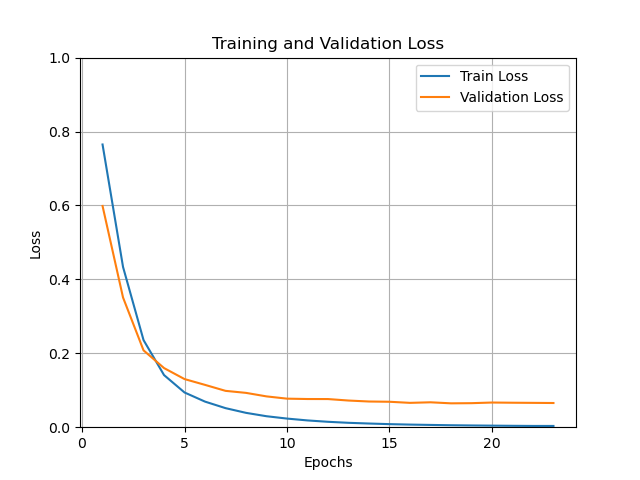 Training and Validation Loss
Train Loss
Validation Loss
1.0
0.8
0.6
0.4
0.2
0.0
Loss
0 5 10 15 20
Epochs